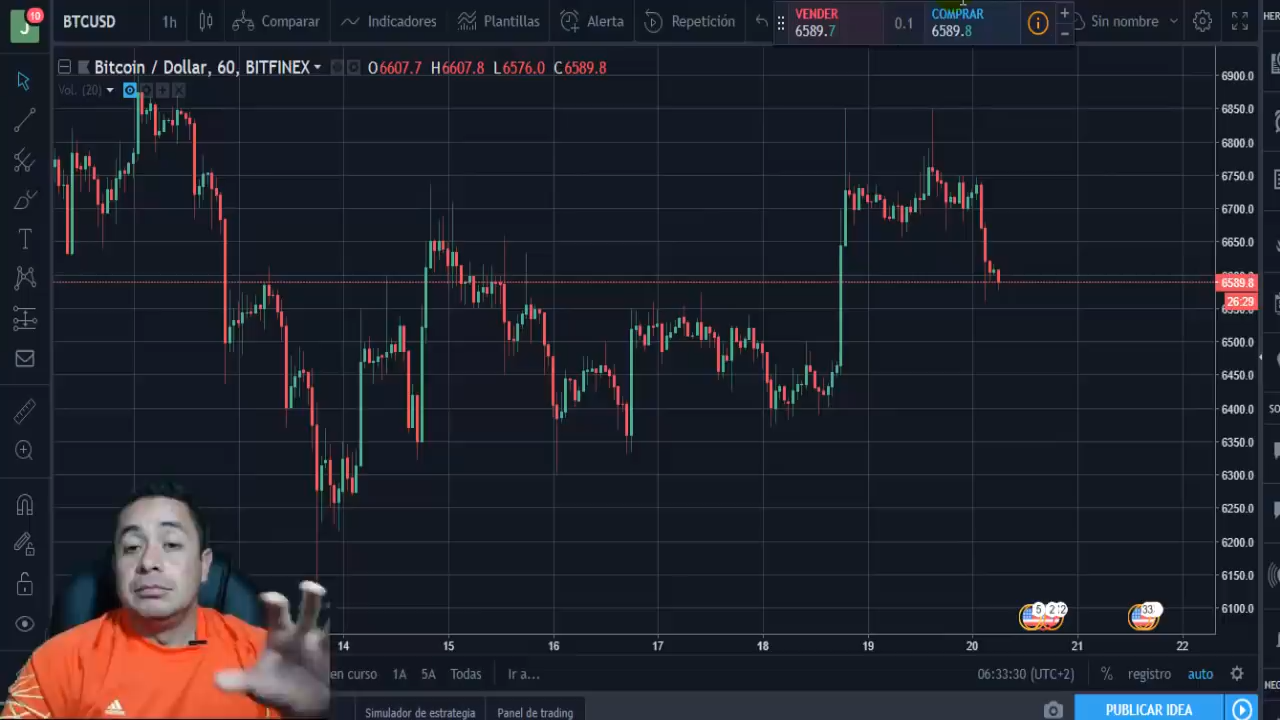 J 10 BTCUSD 1h Comparar Indicadores Plantillas Alerta Repetición
VENDER 6589.7 0.1 COMPRAR 6589.8 + − Sin nombre
Bitcoin / Dollar, 60, BITFINEX O6607.7 H6607.8 L6576.0 C6589.8
Vol. (20)
6900.0
6850.0
6800.0
6750.0
6700.0
6650.0
6589.8
26:29
6500.0
6450.0
6400.0
6350.0
6300.0
6250.0
6200.0
6150.0
6100.0
5 2 33
14 15 16 17 18 19 20 21 22
en curso 1A 5A Todas Ir a... 06:33:30 (UTC+2) % registro auto
Simulador de estrategia Panel de trading PUBLICAR IDEA